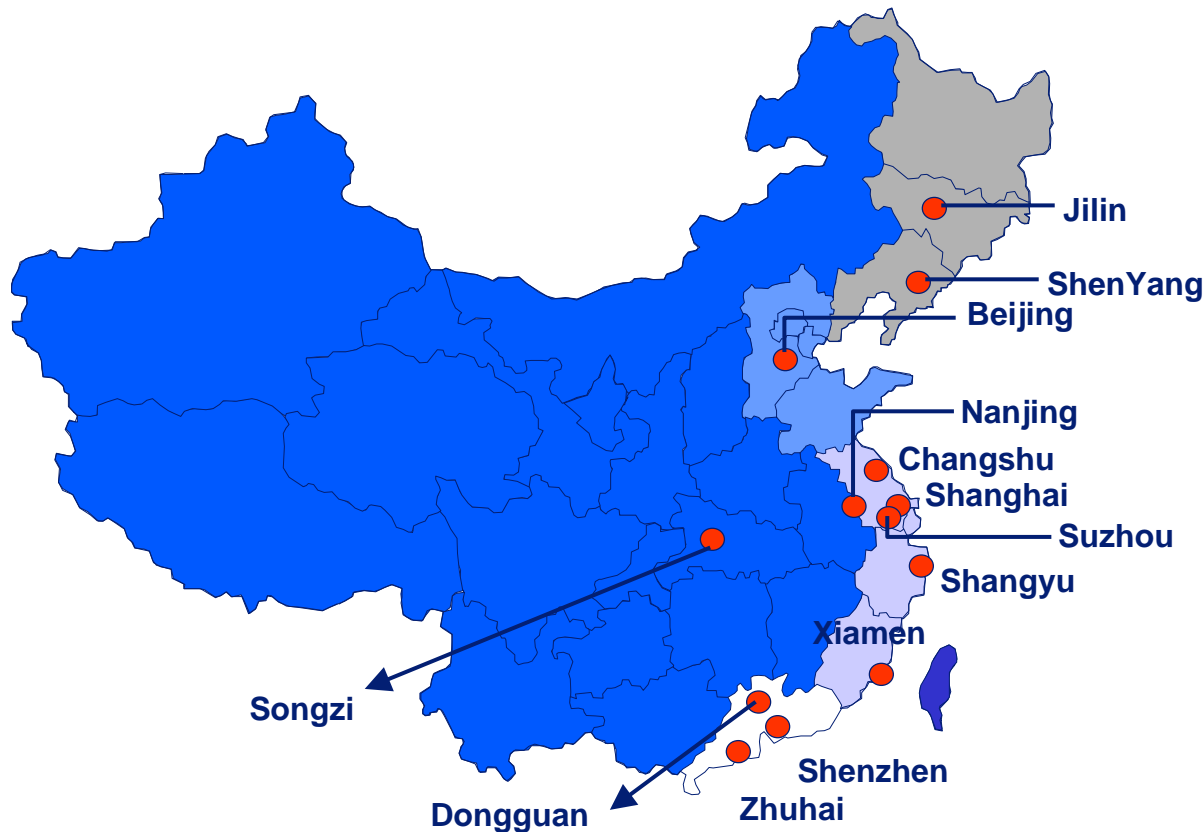 Jilin
ShenYang
Beijing
Nanjing
Changshu
Shanghai
Suzhou
Shangyu
Xiamen
Songzi
Shenzhen
Zhuhai
Dongguan